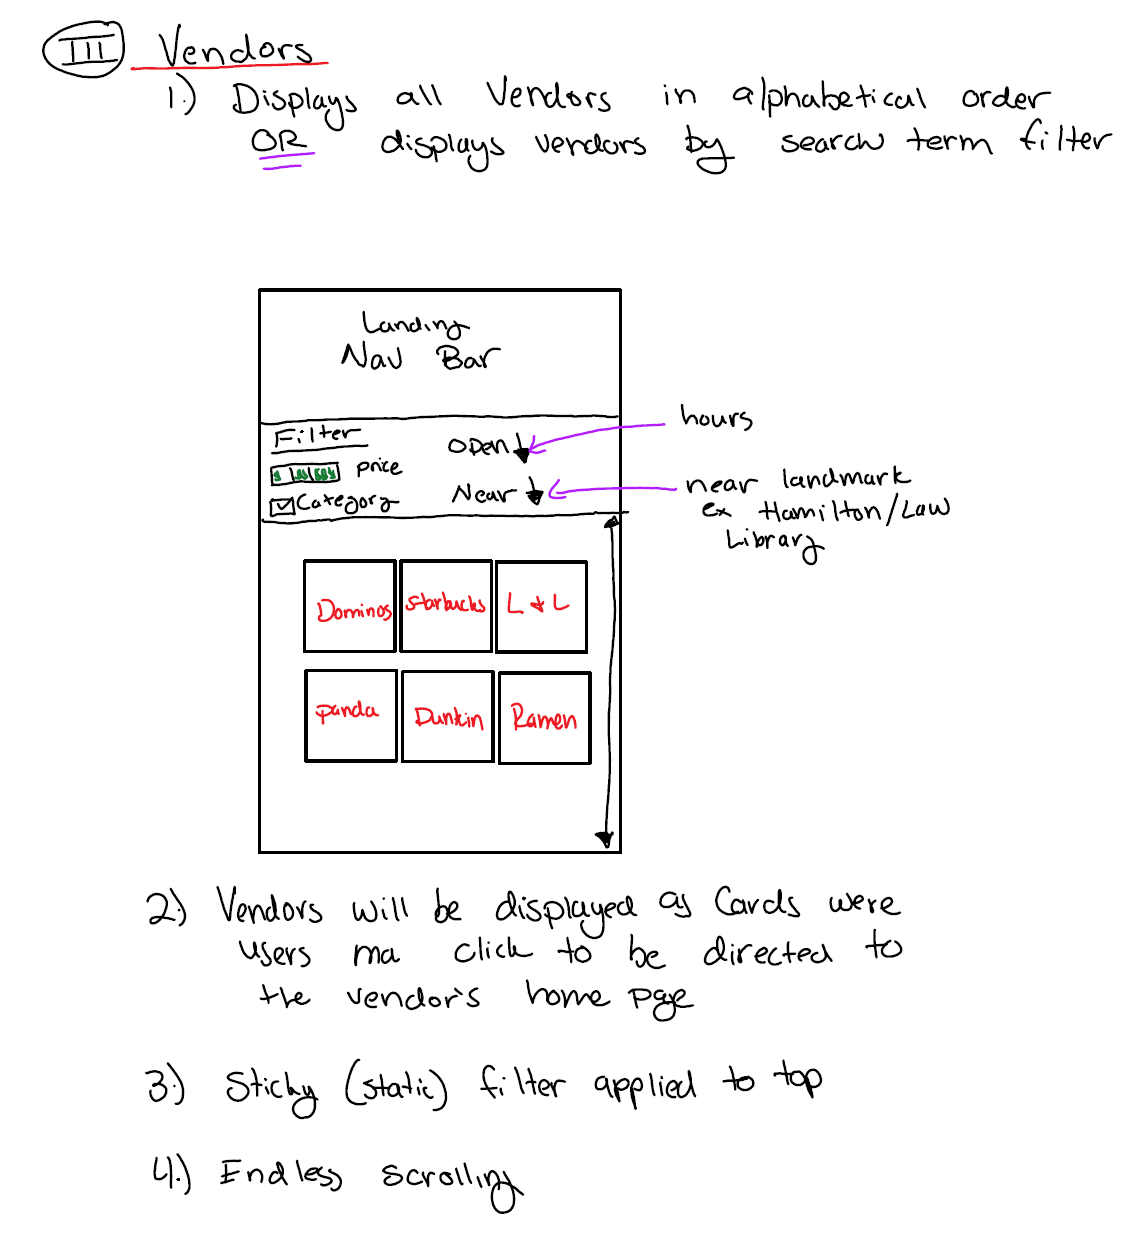 III Vendors
1.) Displays all Vendors in alphabetical order
OR displays vendors by search term filter
Landing
Nav Bar
Filter
Open
hours
$ price
Category
Near
near landmark
ex Hamilton/Law
Library
Dominos Starbucks L & L
panda Dunkin Ramen
2.) Vendors will be displayed as Cards were
users ma click to be directed to
the vendor's home pge
3.) Sticky (static) filter applied to top
4.) Endless scrolling